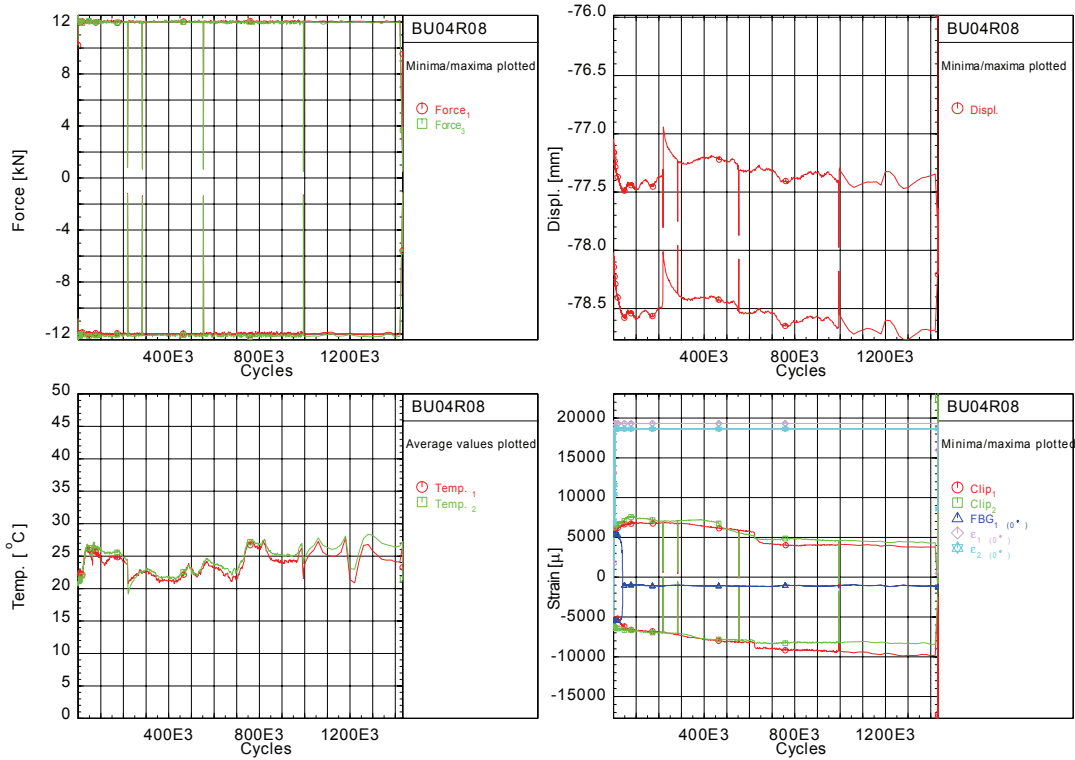 BU04R08
Minima/maxima plotted
Force1
Force3
Force [kN]
12
8
4
0
-4
-8
-12
400E3 800E3 1200E3
Cycles
BU04R08
Minima/maxima plotted
Displ.
Displ. [mm]
-76.0
-76.5
-77.0
-77.5
-78.0
-78.5
400E3 800E3 1200E3
Cycles
BU04R08
Average values plotted
Temp. 1
Temp. 2
Temp. [ °C]
50
45
40
35
30
25
20
15
10
5
0
400E3 800E3 1200E3
Cycles
BU04R08
Minima/maxima plotted
Clip1
Clip2
FBG1 (0°)
ε1 (0°)
ε2 (0°)
Strain [µ]
20000
15000
10000
5000
0
-5000
-10000
-15000
400E3 800E3 1200E3
Cycles